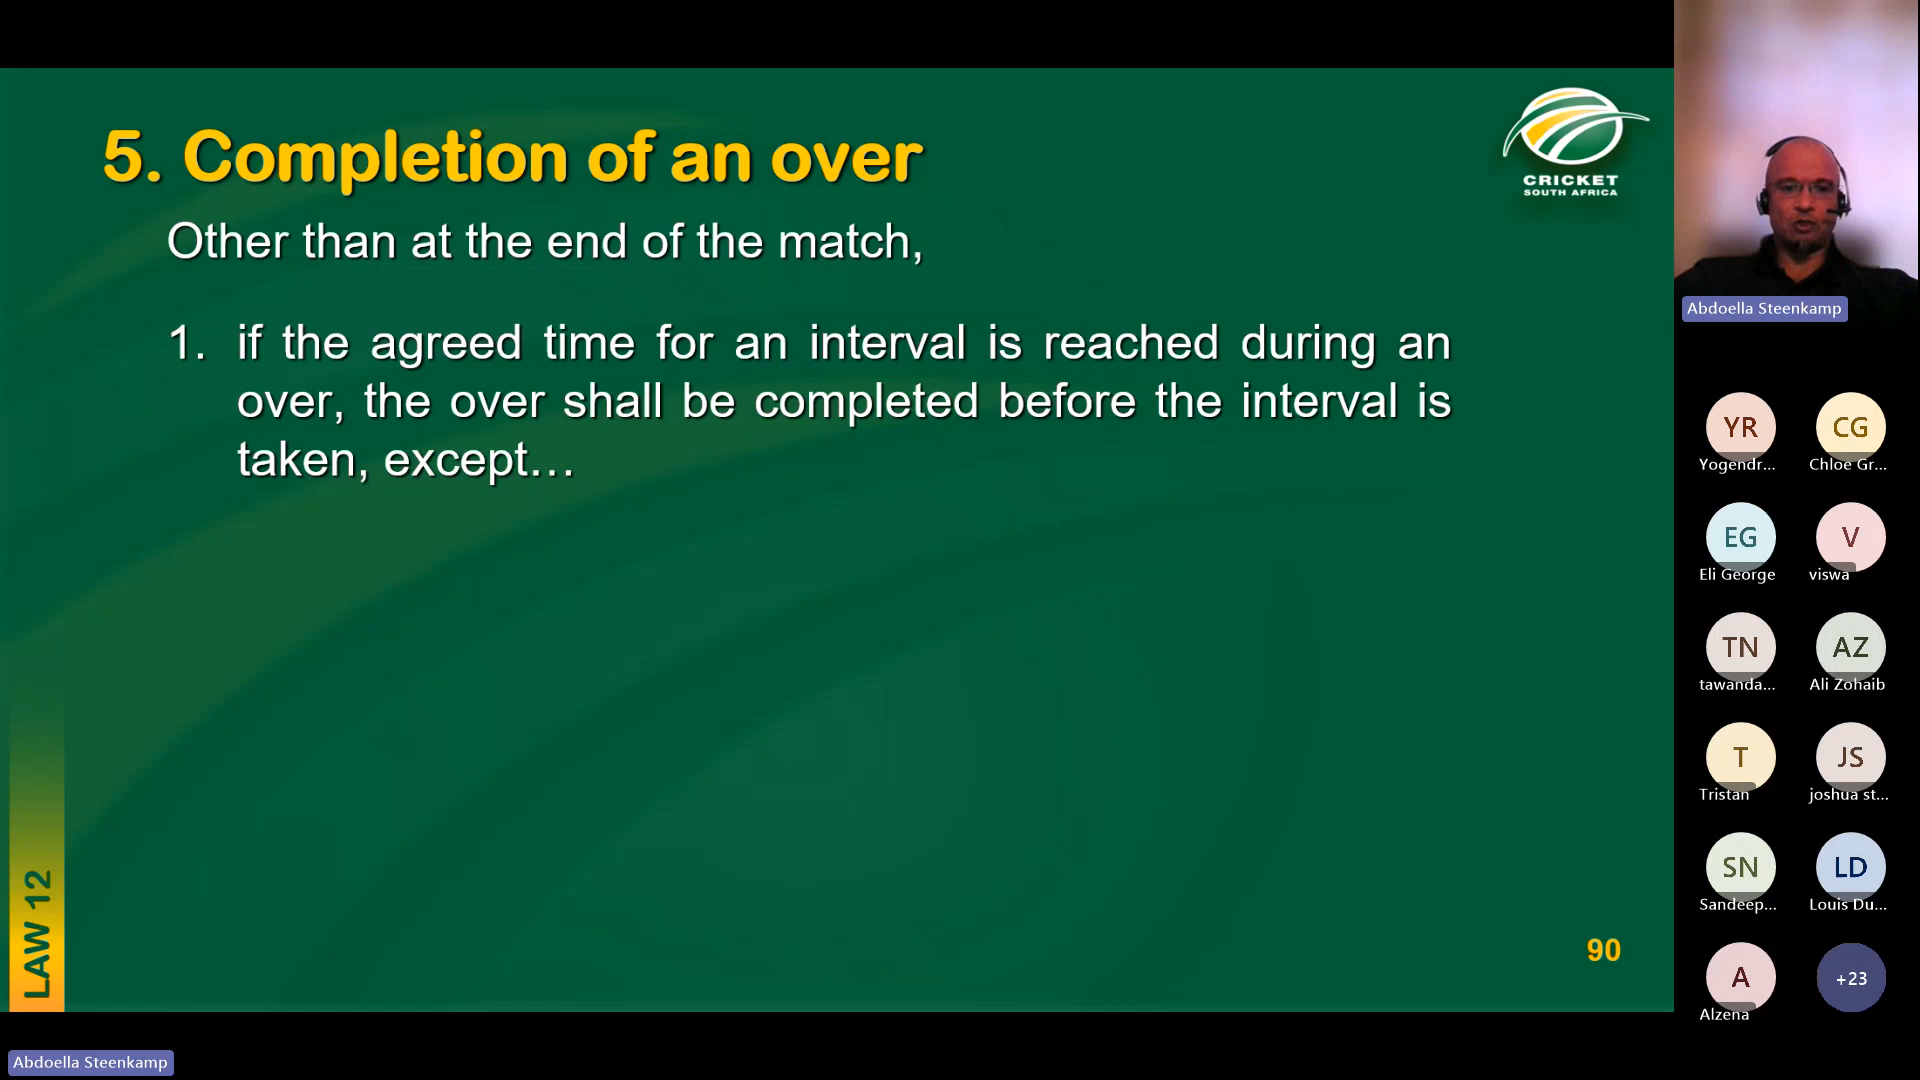 5. Completion of an over
CRICKET
SOUTH AFRICA
Other than at the end of the match,
1. if the agreed time for an interval is reached during an
over, the over shall be completed before the interval is
taken, except…
LAW 12
90
Abdoella Steenkamp
Abdoella Steenkamp
YR
Yogendr...
CG
Chloe Gr...
EG
Eli George
V
viswa
TN
tawanda...
AZ
Ali Zohaib
T
Tristan
JS
joshua st...
SN
Sandeep...
LD
Louis Du...
A
Alzena
+23